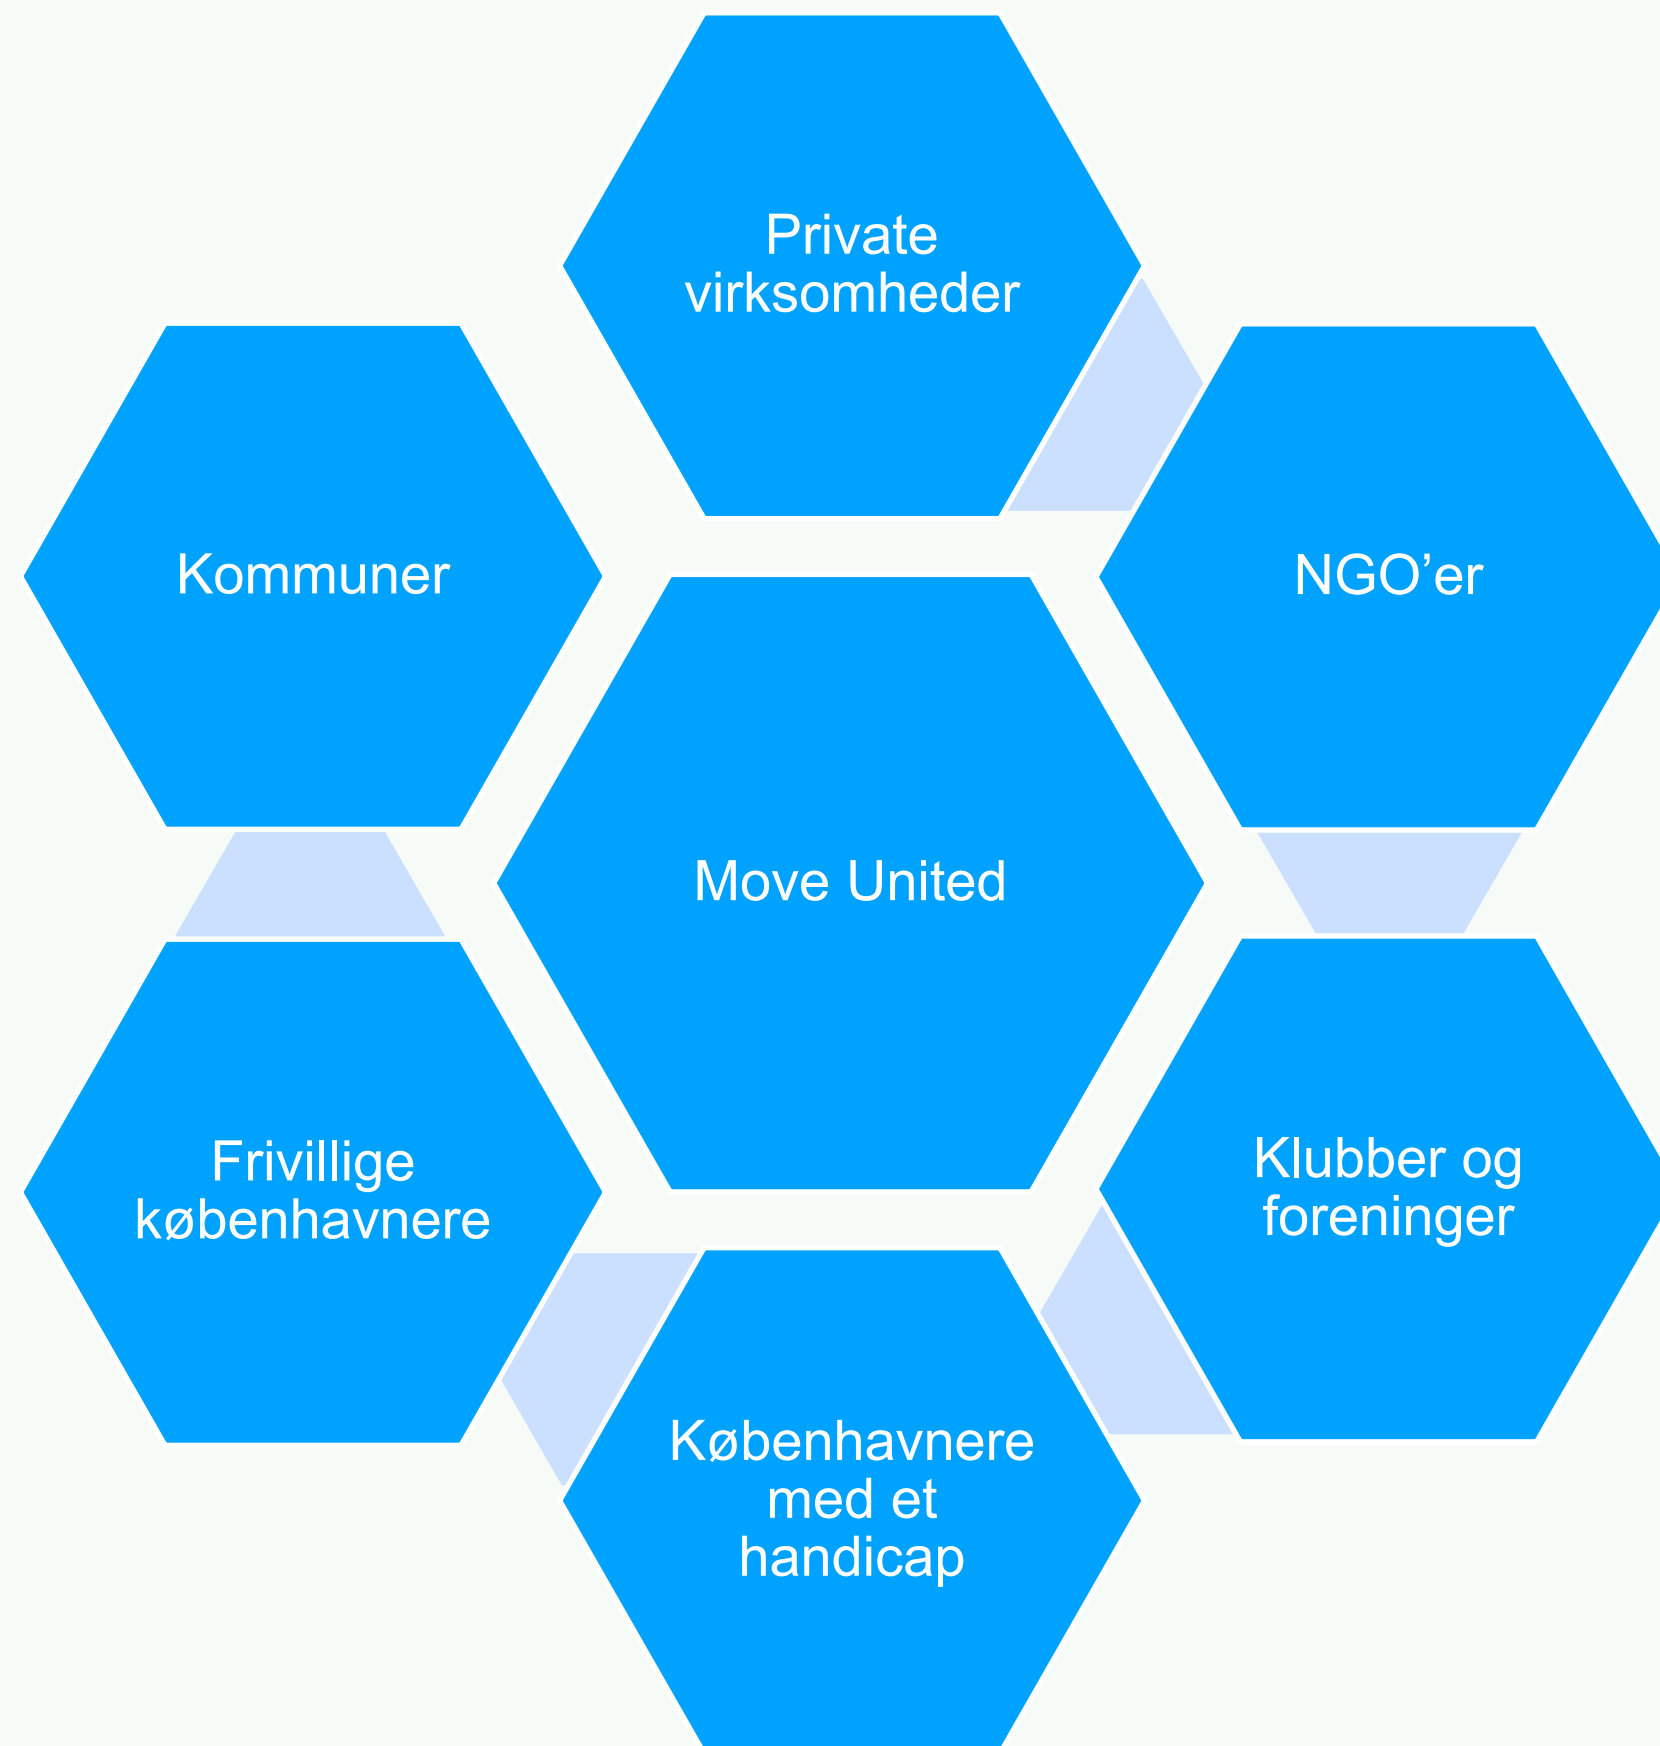 Private
virksomheder
Kommuner
NGO’er
Move United
Frivillige
københavnere
Klubber og
foreninger
Københavnere
med et
handicap